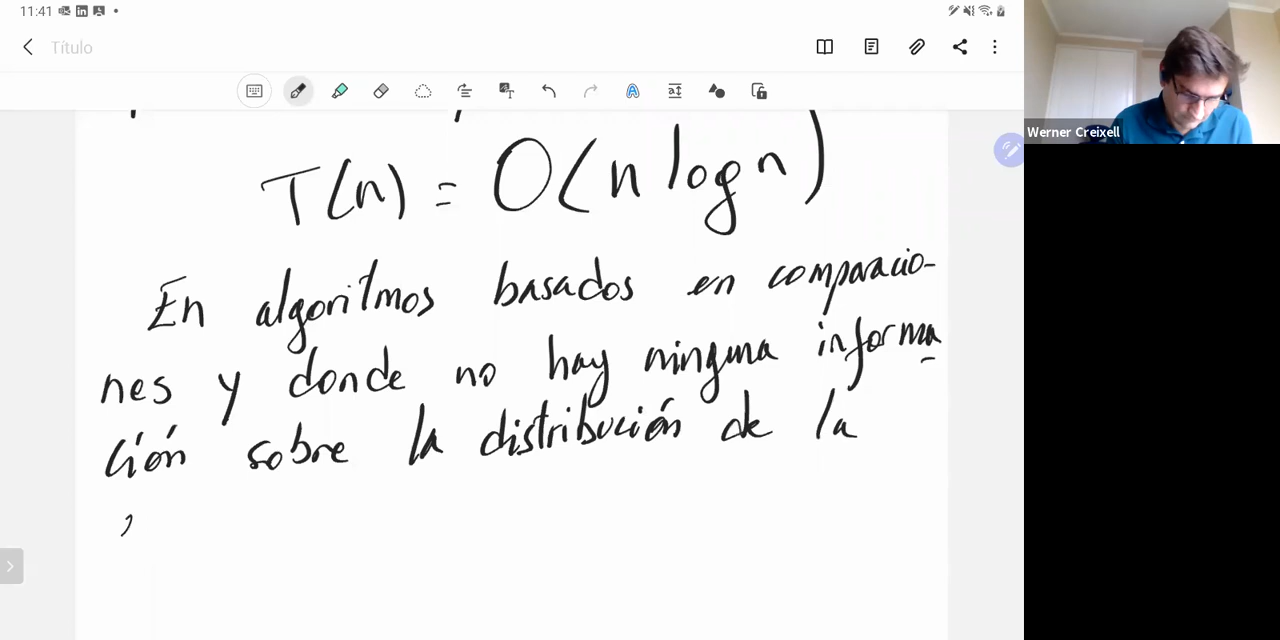 11:41
Título
Werner Creixell
T(n) = O(n log n)
En algoritmos basados en comparacio-
nes y donde no hay ninguna informa-
ción sobre la distribución de la